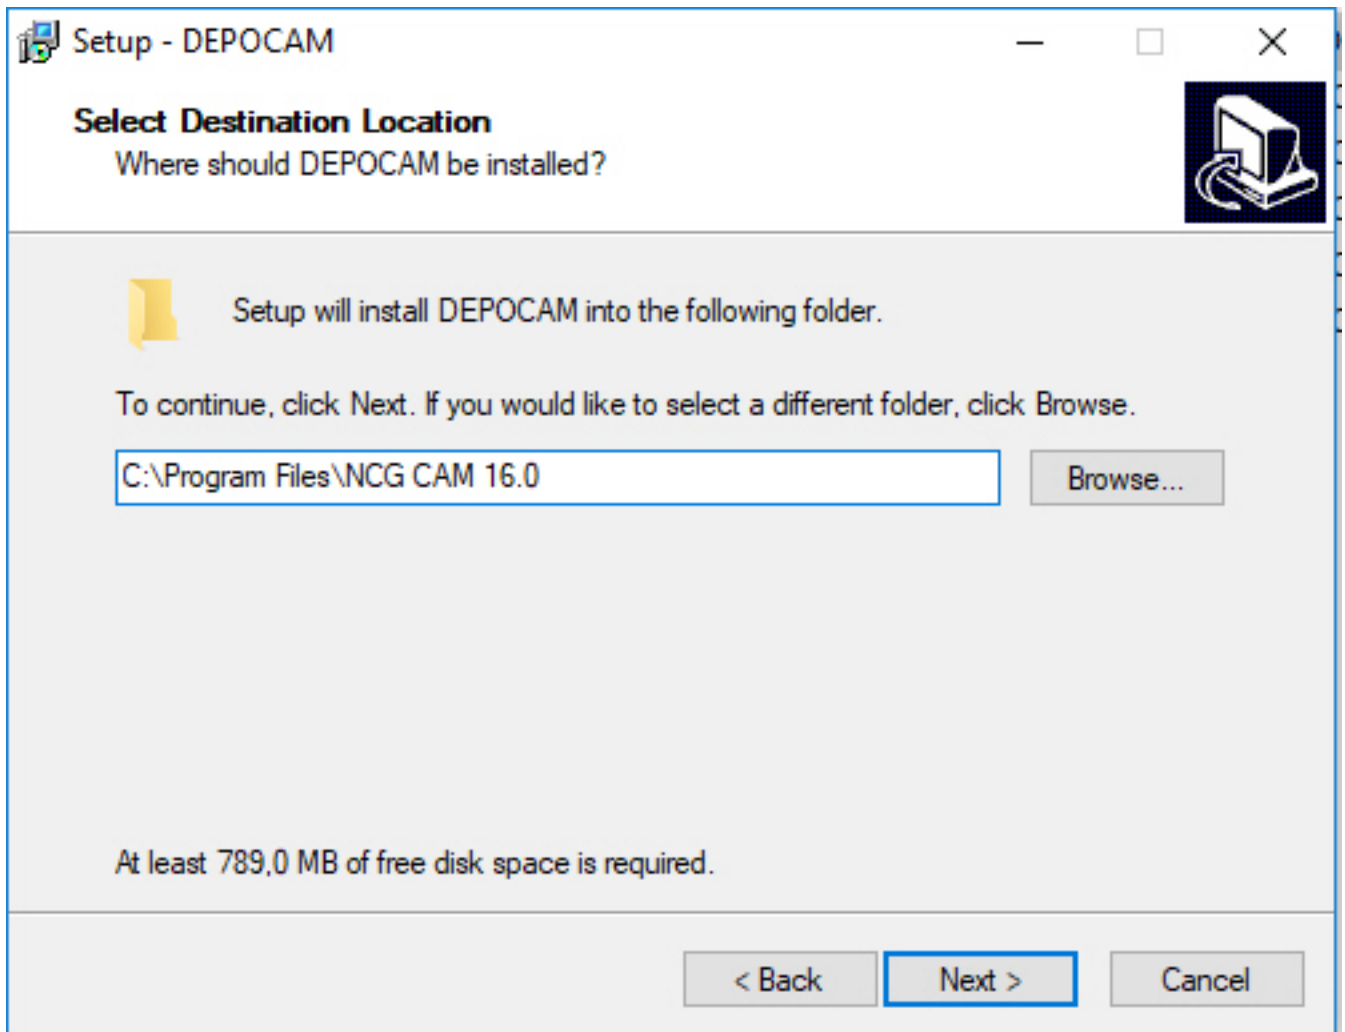 Setup - DEPOCAM
Select Destination Location
Where should DEPOCAM be installed?
Setup will install DEPOCAM into the following folder.
To continue, click Next. If you would like to select a different folder, click Browse.
C:\Program Files\NCG CAM 16.0
Browse...
At least 789,0 MB of free disk space is required.
< Back
Next >
Cancel